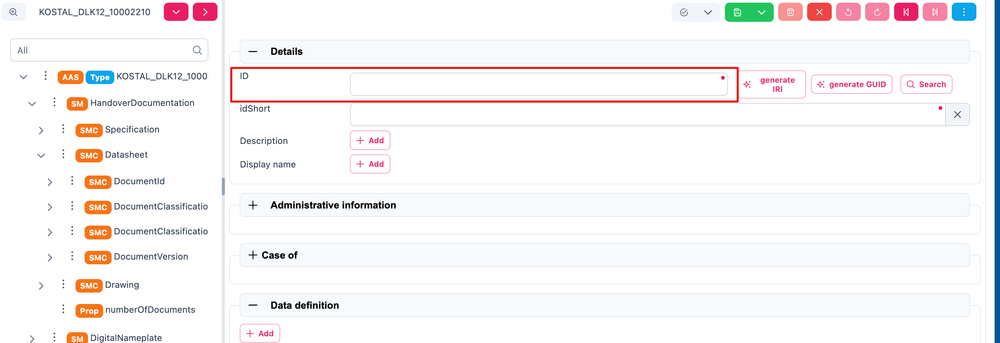 KOSTAL_DLK12_10002210
All
AAS Type KOSTAL_DLK12_1000
SM HandoverDocumentation
SMC Specification
SMC Datasheet
SMC DocumentId
SMC DocumentClassificatio
SMC DocumentClassificatio
SMC DocumentVersion
SMC Drawing
Prop numberOfDocuments
SM DigitalNameplate
Details
ID
generate
IRI
generate GUID
Search
idShort
Description
Add
Display name
Add
Administrative information
Case of
Data definition
Add